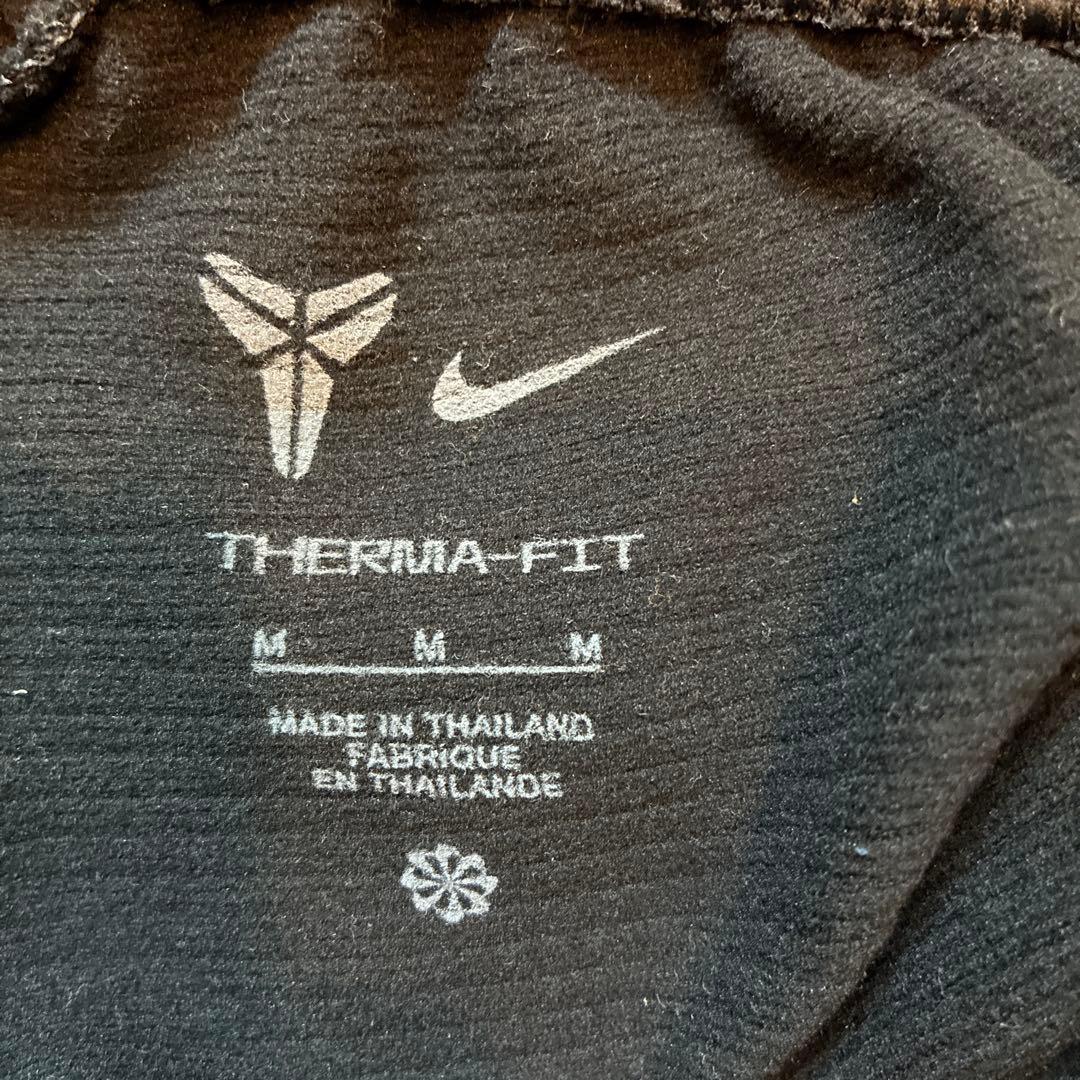 THERMA-FIT
M M M
MADE IN THAILAND
FABRIQUE
EN THAILANDE